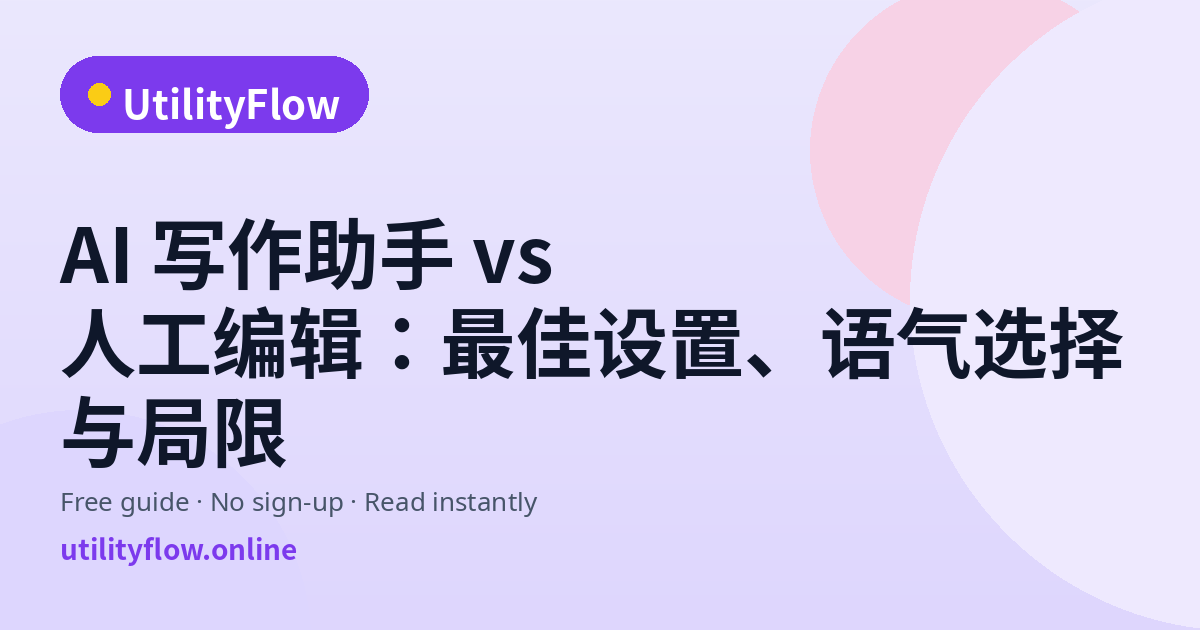 UtilityFlow
AI 写作助手 vs
人工编辑：最佳设置、语气选择
与局限
Free guide · No sign-up · Read instantly
utilityflow.online